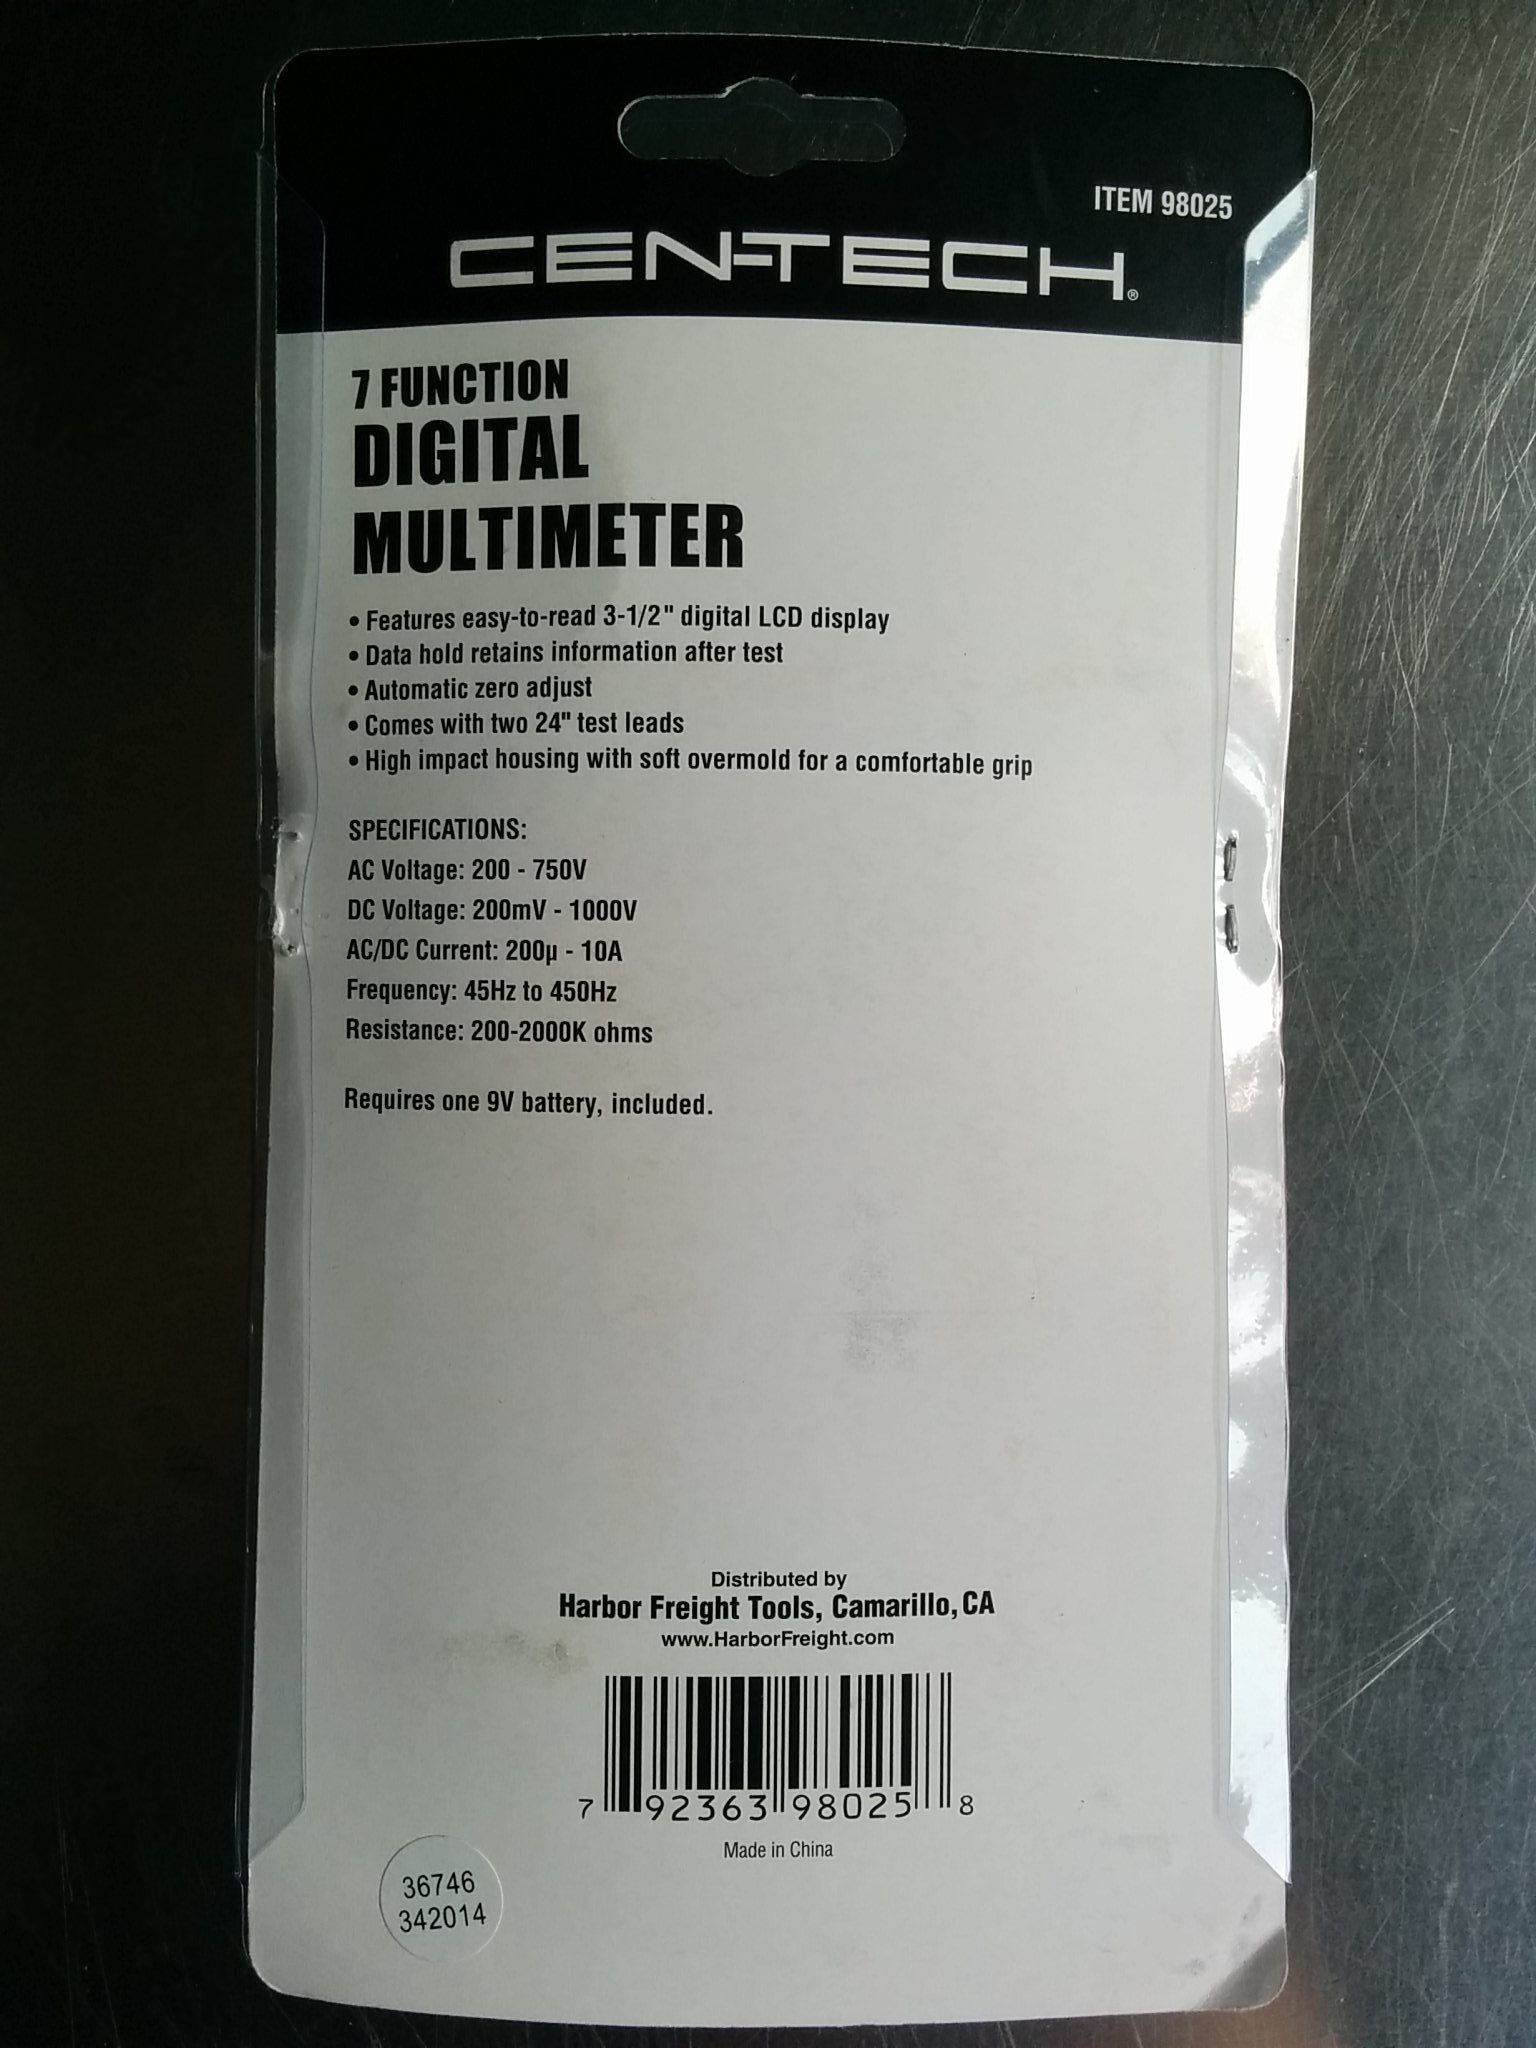 ITEM 98025
CEN-TECH®
7 FUNCTION
DIGITAL
MULTIMETER
• Features easy-to-read 3-1/2" digital LCD display
• Data hold retains information after test
• Automatic zero adjust
• Comes with two 24" test leads
• High impact housing with soft overmold for a comfortable grip
SPECIFICATIONS:
AC Voltage: 200 - 750V
DC Voltage: 200mV - 1000V
AC/DC Current: 200µ - 10A
Frequency: 45Hz to 450Hz
Resistance: 200-2000K ohms
Requires one 9V battery, included.
Distributed by
Harbor Freight Tools, Camarillo, CA
www.HarborFreight.com
7 92363 98025 8
Made in China
36746
342014